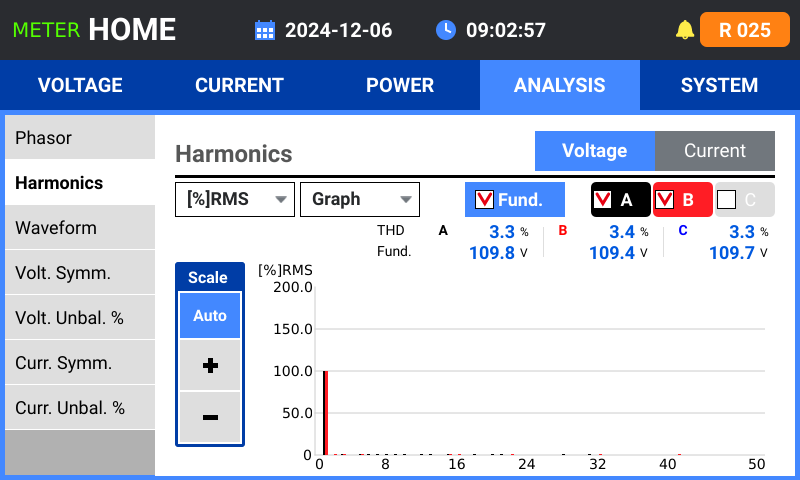 METER HOME 2024-12-06 09:02:57 R 025
VOLTAGE CURRENT POWER ANALYSIS SYSTEM
Phasor
Harmonics
Waveform
Volt. Symm.
Volt. Unbal. %
Curr. Symm.
Curr. Unbal. %
Harmonics Voltage Current
[%]RMS Graph Fund. A B C
THD A 3.3 % B 3.4 % C 3.3 %
Fund. 109.8 V 109.4 V 109.7 V
Scale
Auto
+
−
[%]RMS
200.0
150.0
100.0
50.0
0
0 8 16 24 32 40 50